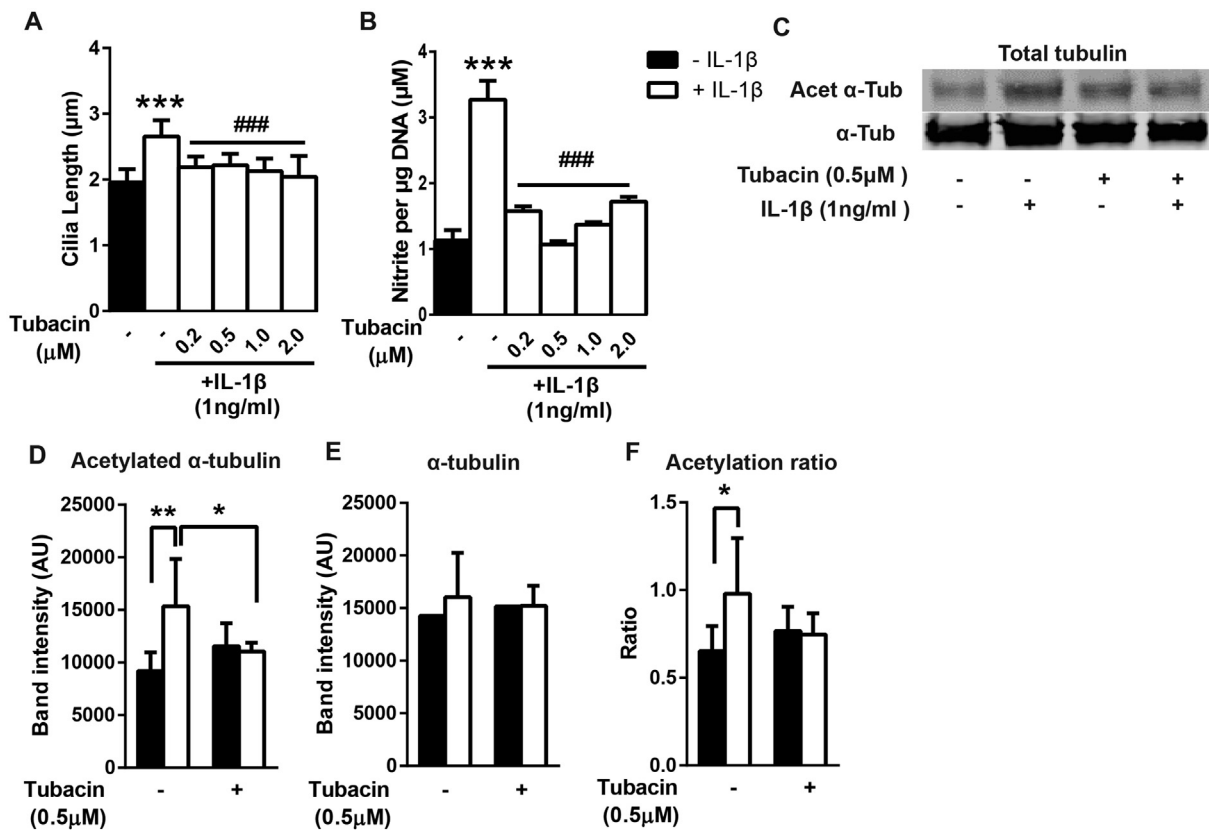 A
Cilia Length (μm)
4
3
2
1
0
***
###
Tubacin
(μM)
- - 0.2 0.5 1.0 2.0
+IL-1β
(1ng/ml)
B
Nitrite per μg DNA (μM)
4
3
2
1
0
***
###
Tubacin
(μM)
- - 0.2 0.5 1.0 2.0
+IL-1β
(1ng/ml)
- IL-1β
+ IL-1β
C
Total tubulin
Acet α-Tub
α-Tub
Tubacin (0.5μM ) - - + +
IL-1β (1ng/ml ) - + - +
D
Acetylated α-tubulin
Band intensity (AU)
25000
20000
15000
10000
5000
0
** *
Tubacin - +
(0.5μM)
E
α-tubulin
Band intensity (AU)
25000
20000
15000
10000
5000
0
Tubacin - +
(0.5μM)
F
Acetylation ratio
Ratio
1.5
1.0
0.5
0.0
*
Tubacin - +
(0.5μM)